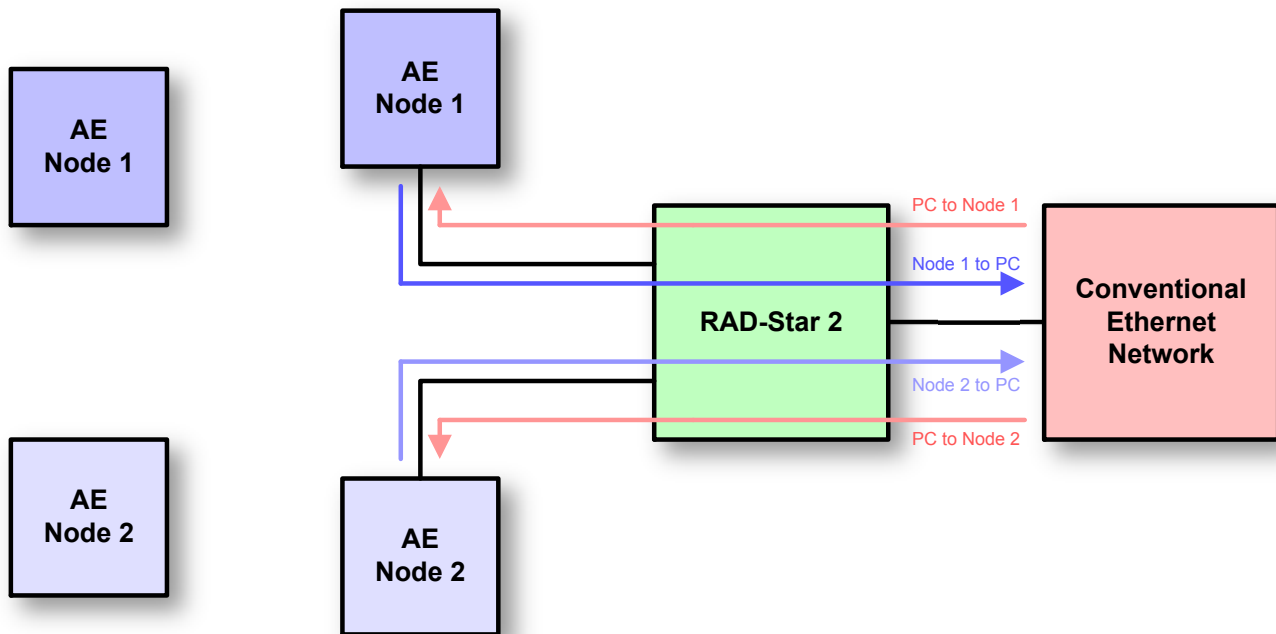 AE
Node 1
AE
Node 1
PC to Node 1
Node 1 to PC
RAD-Star 2
Conventional
Ethernet
Network
Node 2 to PC
PC to Node 2
AE
Node 2
AE
Node 2